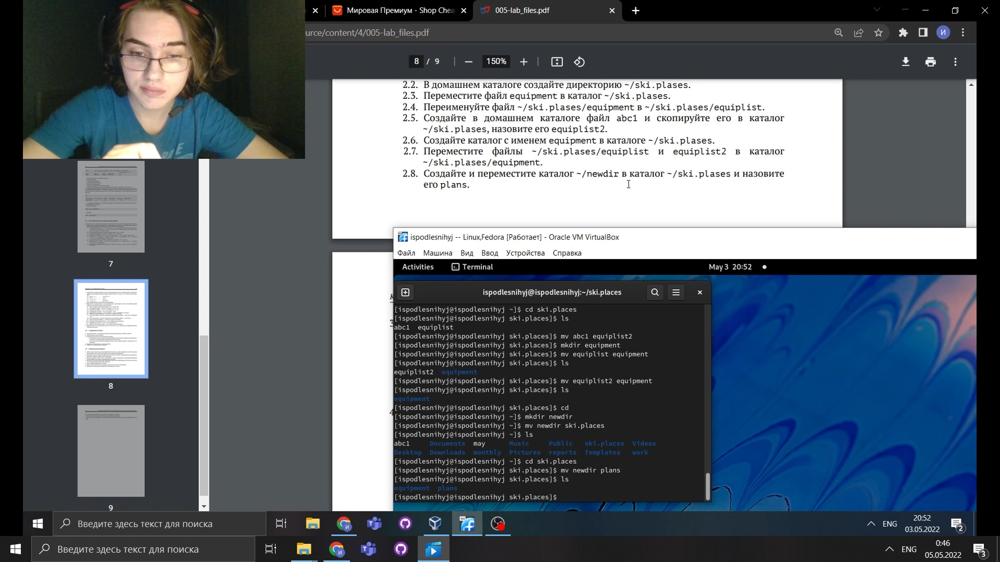 Мировая Премиум - Shop Chea
005-lab_files.pdf
urce/content/4/005-lab_files.pdf
И
8 / 9
150%
2.2. В домашнем каталоге создайте директорию ~/ski.plases.
2.3. Переместите файл equipment в каталог ~/ski.plases.
2.4. Переименуйте файл ~/ski.plases/equipment в ~/ski.plases/equiplist.
2.5. Создайте в домашнем каталоге файл abc1 и скопируйте его в каталог
~/ski.plases, назовите его equiplist2.
2.6. Создайте каталог с именем equipment в каталоге ~/ski.plases.
2.7. Переместите файлы ~/ski.plases/equiplist и equiplist2 в каталог
~/ski.plases/equipment.
2.8. Создайте и переместите каталог ~/newdir в каталог ~/ski.plases и назовите
его plans.
7
8
9
ispodlesnihyj -- Linux,Fedora [Работает] - Oracle VM VirtualBox
Файл Машина Вид Ввод Устройства Справка
Activities Terminal May 3 20:52
ispodlesnihyj@ispodlesnihyj:~/ski.places
[ispodlesnihyj@ispodlesnihyj ~]$ cd ski.places
[ispodlesnihyj@ispodlesnihyj ski.places]$ ls
abc1 equiplist
[ispodlesnihyj@ispodlesnihyj ski.places]$ mv abc1 equiplist2
[ispodlesnihyj@ispodlesnihyj ski.places]$ mkdir equipment
[ispodlesnihyj@ispodlesnihyj ski.places]$ mv equiplist equipment
[ispodlesnihyj@ispodlesnihyj ski.places]$ ls
equiplist2 equipment
[ispodlesnihyj@ispodlesnihyj ski.places]$ mv equiplist2 equipment
[ispodlesnihyj@ispodlesnihyj ski.places]$ ls
equipment
[ispodlesnihyj@ispodlesnihyj ski.places]$ cd
[ispodlesnihyj@ispodlesnihyj ~]$ mkdir newdir
[ispodlesnihyj@ispodlesnihyj ~]$ mv newdir ski.places
[ispodlesnihyj@ispodlesnihyj ~]$ ls
abc1 Documents may Music Public ski.places Videos
Desktop Downloads monthly Pictures reports Templates work
[ispodlesnihyj@ispodlesnihyj ~]$ cd ski.places
[ispodlesnihyj@ispodlesnihyj ski.places]$ mv newdir plans
[ispodlesnihyj@ispodlesnihyj ski.places]$ ls
equipment plans
[ispodlesnihyj@ispodlesnihyj ski.places]$
Введите здесь текст для поиска
ENG
20:52
03.05.2022
2
Введите здесь текст для поиска
ENG
0:46
05.05.2022
3